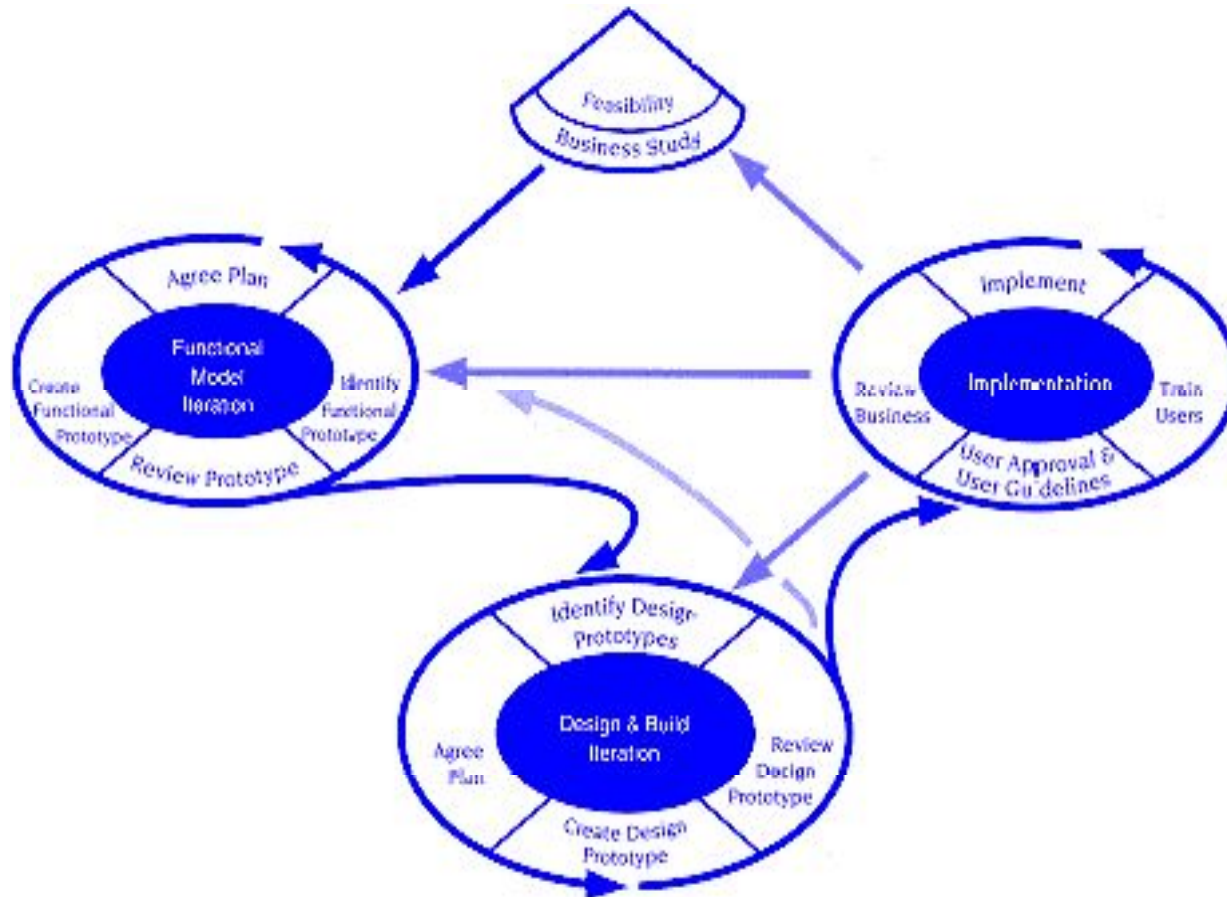 Feasibility
Business Study
Agree Plan
Functional
Model
Iteration
Create
Functional
Prototype
Identify
Functional
Prototype
Review Prototype
Implement
Implementation
Review
Business
Train
Users
User Approval &
User Guidelines
Identify Design
Prototypes
Design & Build
Iteration
Agree
Plan
Review
Design
Prototype
Create Design
Prototype